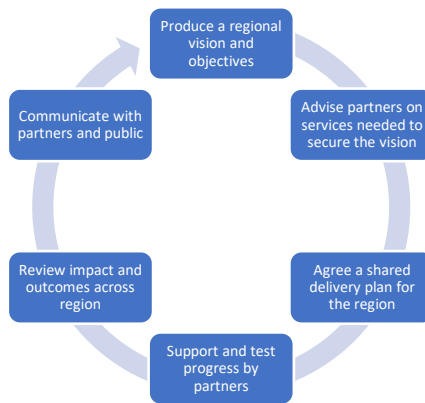 Produce a regional
vision and
objectives
Advise partners on
services needed to
secure the vision
Agree a shared
delivery plan for
the region
Support and test
progress by
partners
Review impact and
outcomes across
region
Communicate with
partners and public